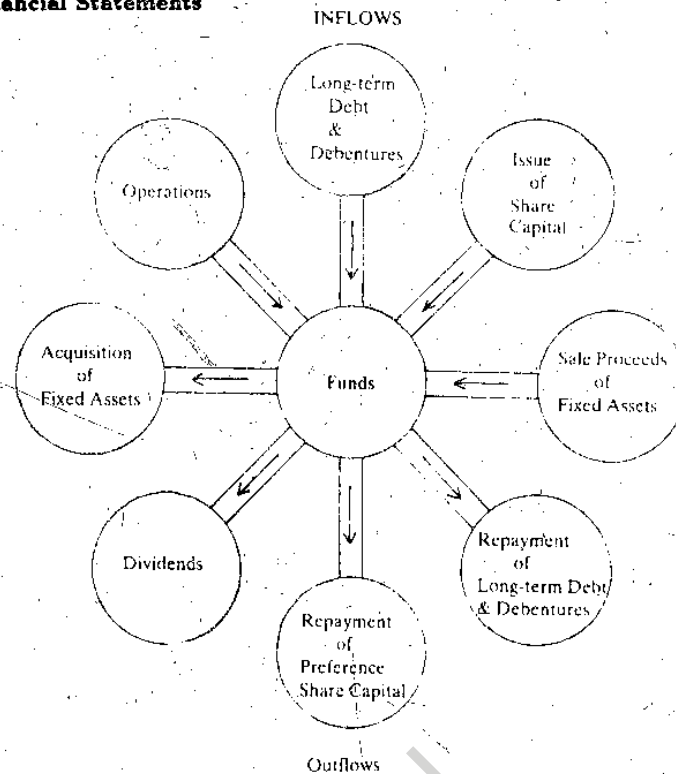 ancial Statements
INFLOWS
Long-term
Debt
&
Debentures
Operations
Issue
of
Share
Capital
Acquisition
of
Fixed Assets
Funds
Sale Proceeds
of
Fixed Assets
Dividends
Repayment
of
Long-term Debt
& Debentures
Repayment
of
Preference
Share Capital
Outflows